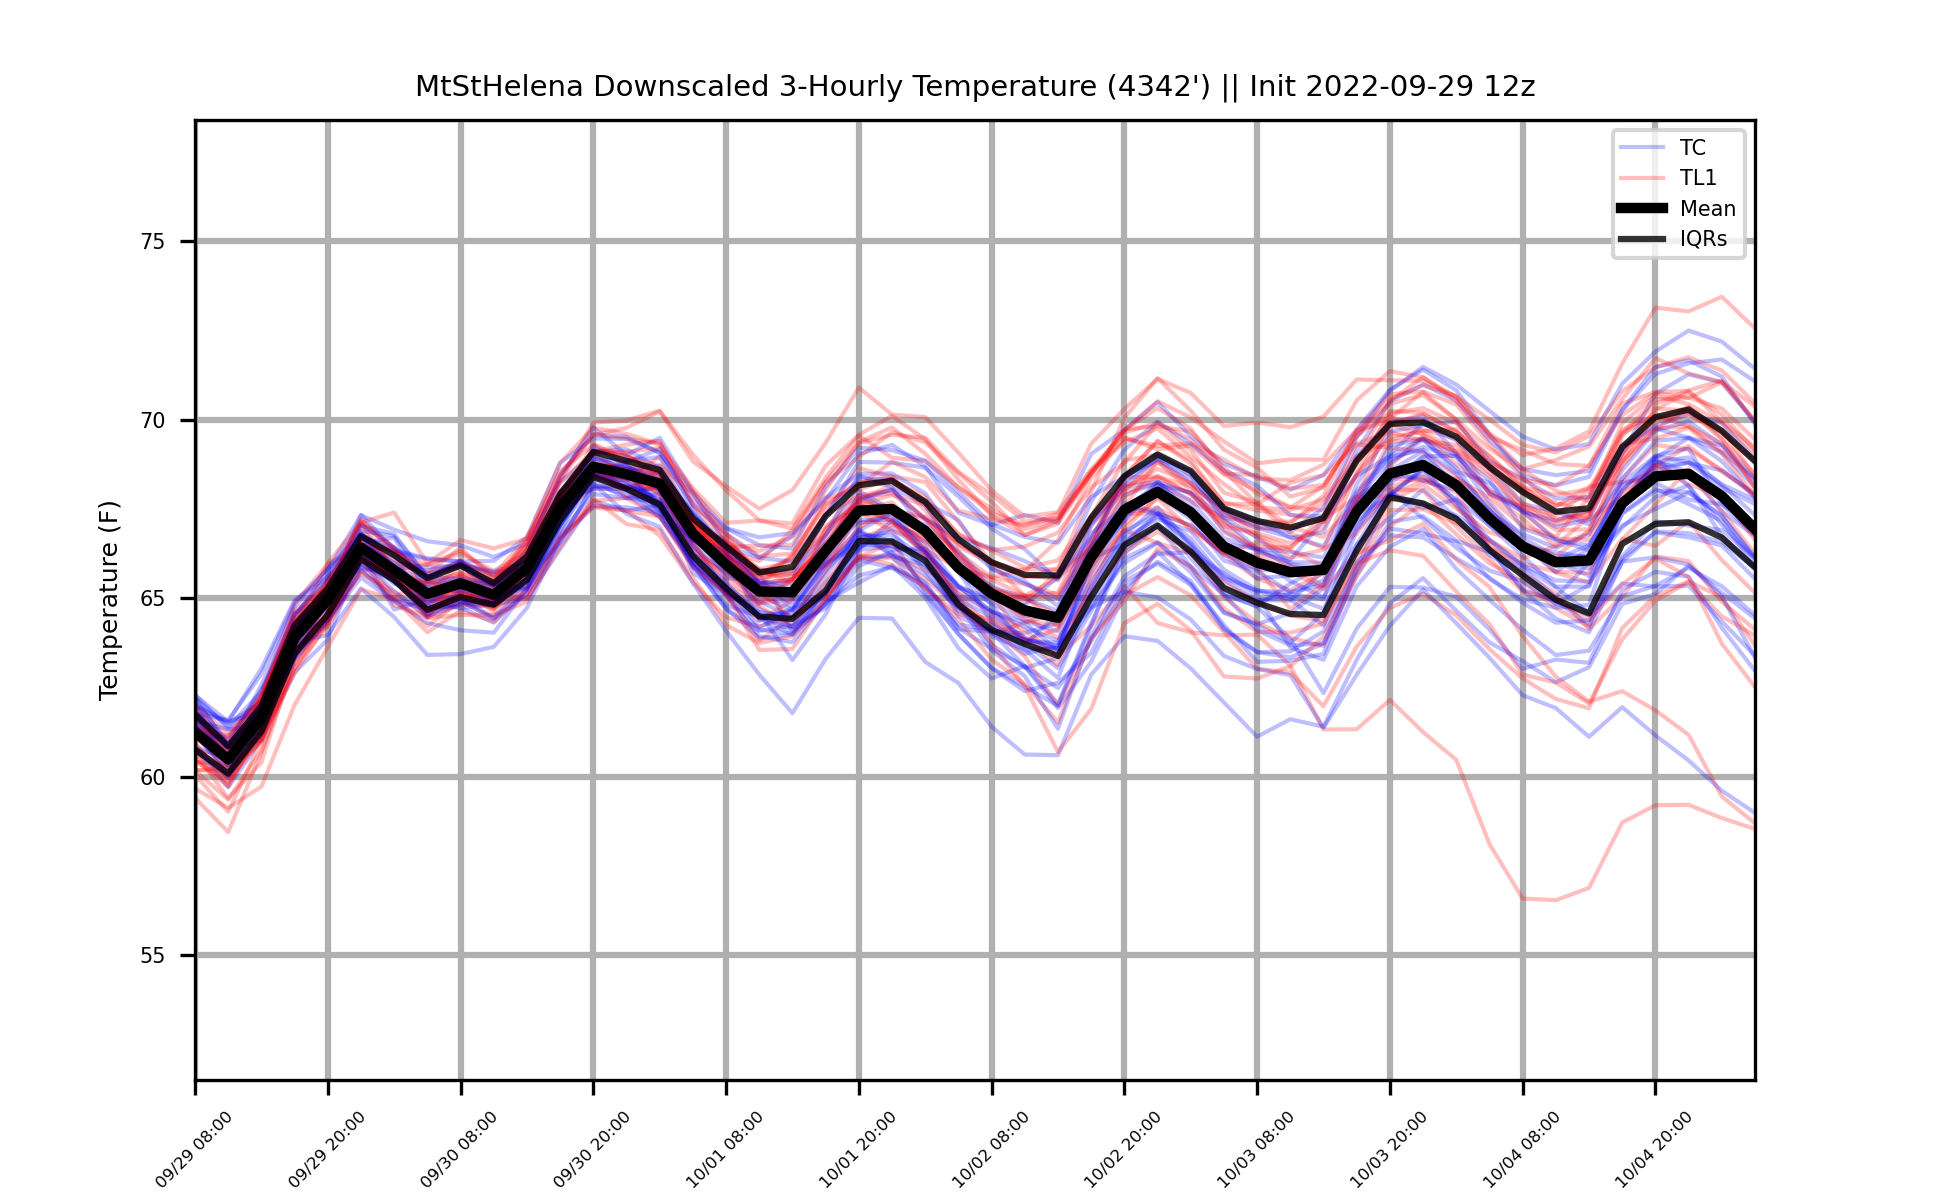 MtStHelena Downscaled 3-Hourly Temperature (4342') || Init 2022-09-29 12z
TC
TL1
Mean
IQRs
Temperature (F)
75
70
65
60
55
09/29 08:00
09/29 20:00
09/30 08:00
09/30 20:00
10/01 08:00
10/01 20:00
10/02 08:00
10/02 20:00
10/03 08:00
10/03 20:00
10/04 08:00
10/04 20:00